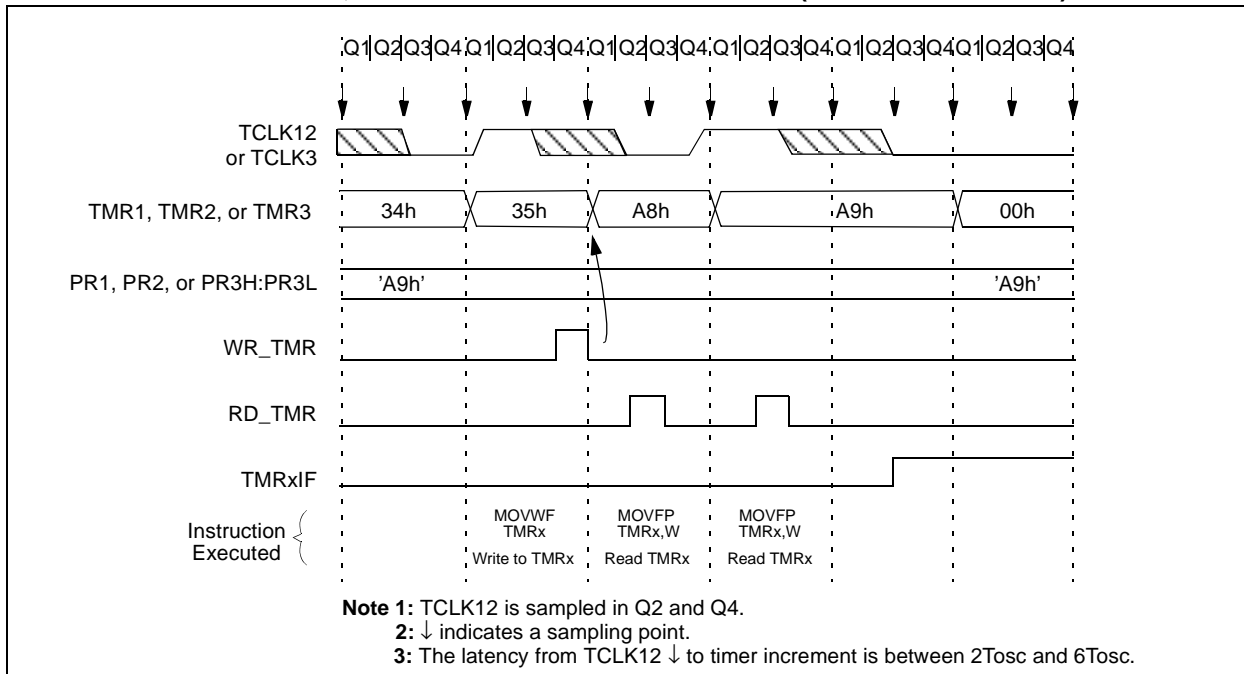 Q1 Q2 Q3 Q4 Q1 Q2 Q3 Q4 Q1 Q2 Q3 Q4 Q1 Q2 Q3 Q4 Q1 Q2 Q3 Q4 Q1 Q2 Q3 Q4
TCLK12
or TCLK3
TMR1, TMR2, or TMR3 34h 35h A8h A9h 00h
PR1, PR2, or PR3H:PR3L 'A9h' 'A9h'
WR_TMR
RD_TMR
TMRxIF
Instruction
Executed
MOVWF
TMRx
Write to TMRx
MOVFP
TMRx,W
Read TMRx
MOVFP
TMRx,W
Read TMRx
Note 1: TCLK12 is sampled in Q2 and Q4.
2: ↓ indicates a sampling point.
3: The latency from TCLK12 ↓ to timer increment is between 2Tosc and 6Tosc.